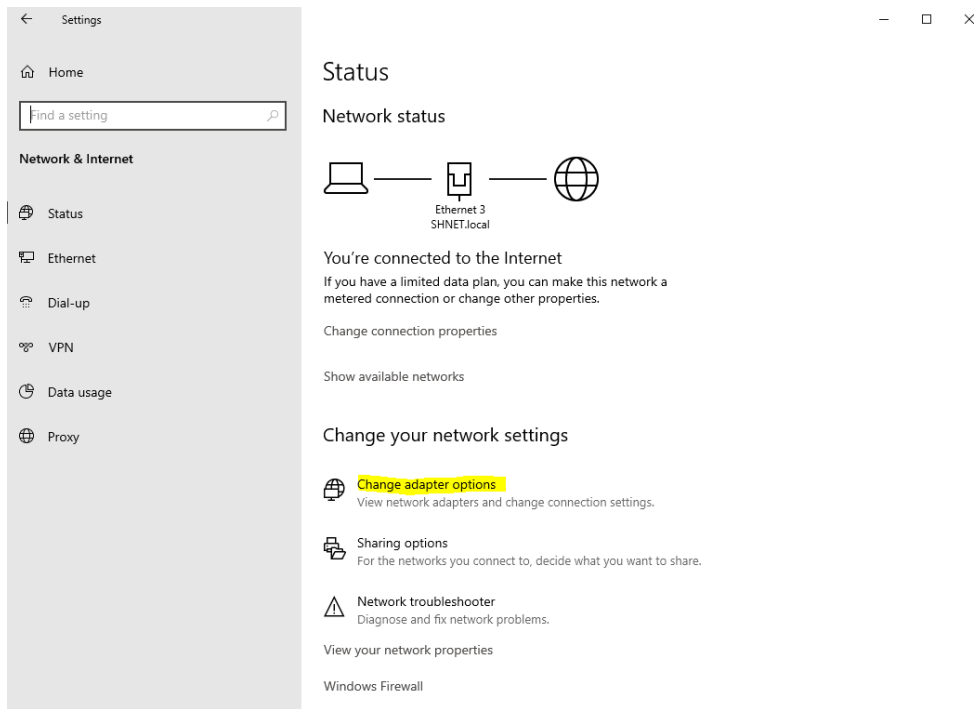 Settings
Home
Find a setting
Network & Internet
Status
Ethernet
Dial-up
VPN
Data usage
Proxy
Status
Network status
Ethernet 3
SHNET.local
You're connected to the Internet
If you have a limited data plan, you can make this network a
metered connection or change other properties.
Change connection properties
Show available networks
Change your network settings
Change adapter options
View network adapters and change connection settings.
Sharing options
For the networks you connect to, decide what you want to share.
Network troubleshooter
Diagnose and fix network problems.
View your network properties
Windows Firewall